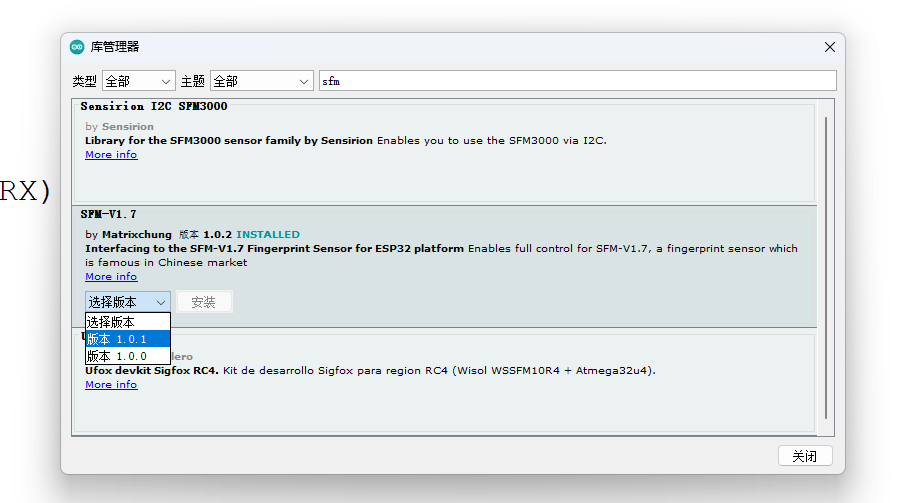 库管理器
类型 全部 主题 全部 sfm
Sensirion I2C SFM3000
by Sensirion
Library for the SFM3000 sensor family by Sensirion Enables you to use the SFM3000 via I2C.
More info
RX)
SFM-V1.7
by Matrixchung 版本 1.0.2 INSTALLED
Interfacing to the SFM-V1.7 Fingerprint Sensor for ESP32 platform Enables full control for SFM-V1.7, a fingerprint sensor which
is famous in Chinese market
More info
选择版本 安装
选择版本
版本 1.0.1
版本 1.0.0
Ufox devkit Sigfox RC4. Kit de desarrollo Sigfox para region RC4 (Wisol WSSFM10R4 + Atmega32u4).
More info
关闭